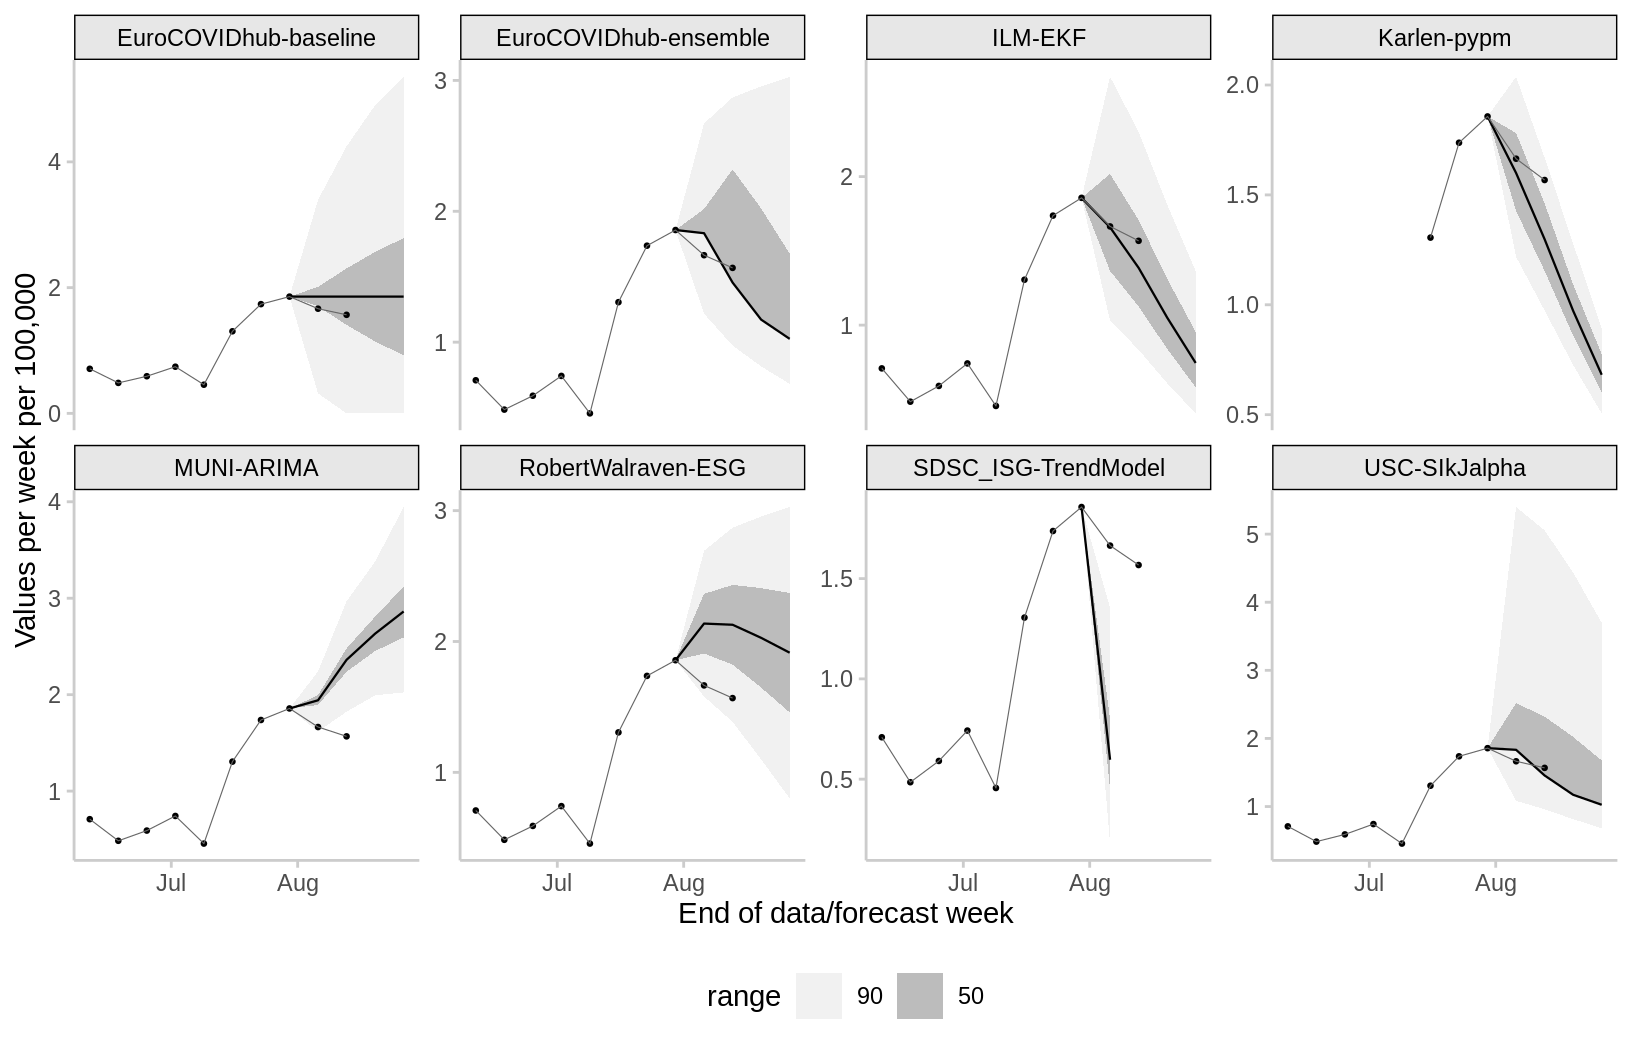 EuroCOVIDhub-baseline
EuroCOVIDhub-ensemble
ILM-EKF
Karlen-pypm
4
2
0
3
2
1
2
1
2.0
1.5
1.0
0.5
Values per week per 100,000
MUNI-ARIMA
RobertWalraven-ESG
SDSC_ISG-TrendModel
USC-SIkJalpha
4
3
2
1
3
2
1
1.5
1.0
0.5
5
4
3
2
1
Jul Aug
Jul Aug
Jul Aug
Jul Aug
End of data/forecast week
range 90 50